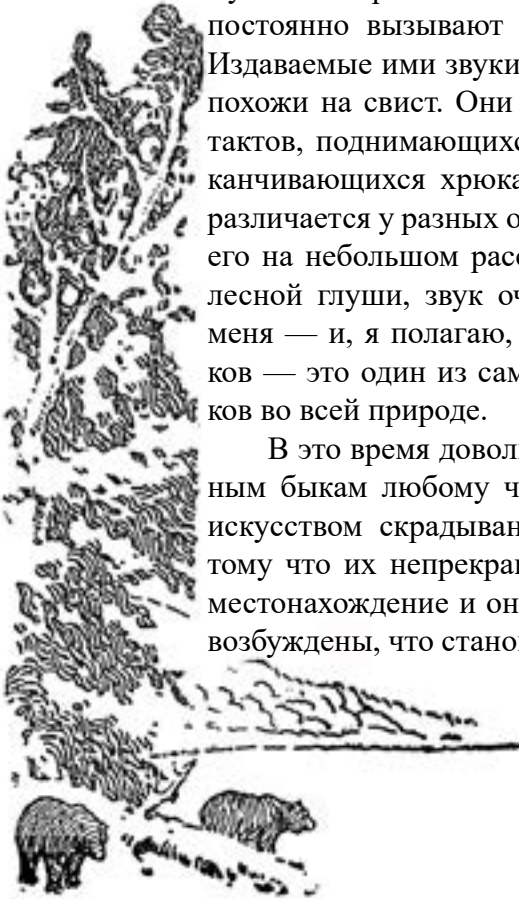 постоянно вызывают
Издаваемые ими звуки
похожи на свист. Они
тактов, поднимающихс
канчивающихся хрюка
различается у разных о
его на небольшом расс
лесной глуши, звук оч
меня — и, я полагаю,
ков — это один из сам
ков во всей природе.
В это время доволь
ным быкам любому ч
искусством скрадыван
тому что их непрекра
местонахождение и он
возбуждены, что стано